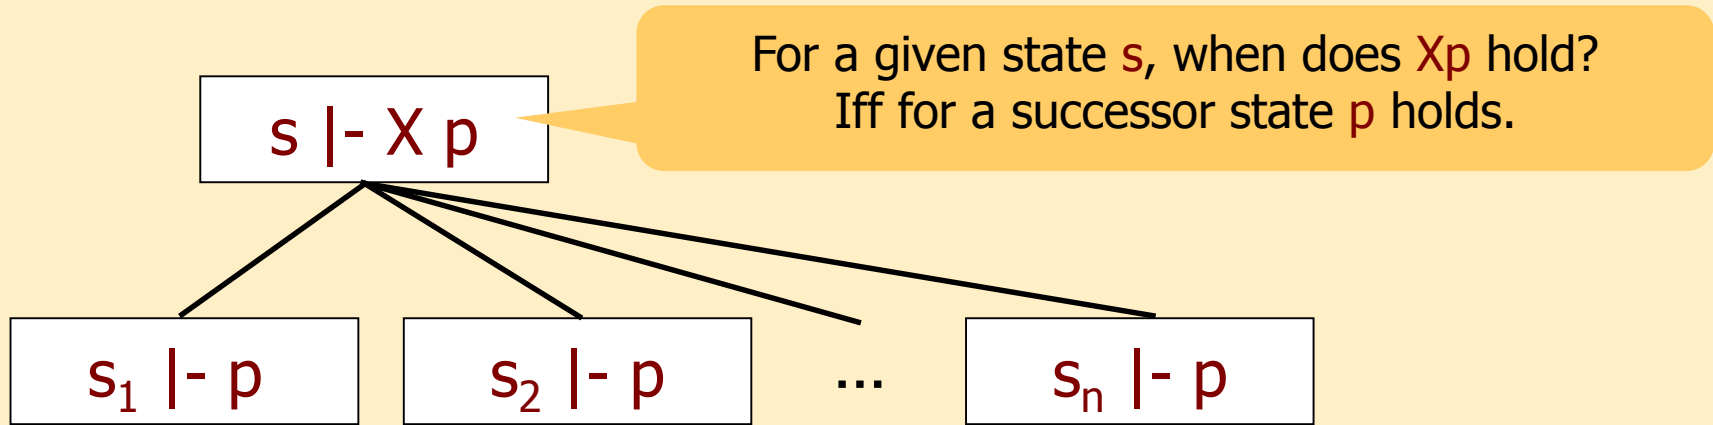 For a given state s, when does Xp hold?
Iff for a successor state p holds.
s |- X p
s₁ |- p
s₂ |- p
...
sₙ |- p